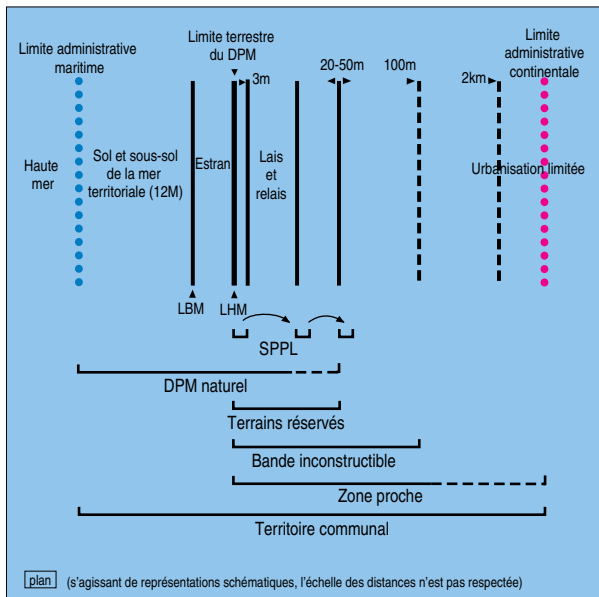 Limite administrative
maritime
Limite terrestre
du DPM
3m
20-50m
100m
2km
Limite
administrative
continentale
Haute
mer
Sol et sous-sol
de la mer
territoriale (12M)
Estran
Lais
et
relais
Urbanisation limitée
LBM
LHM
SPPL
DPM naturel
Terrains réservés
Bande inconstructible
Zone proche
Territoire communal
plan (s'agissant de représentations schématiques, l'échelle des distances n'est pas respectée)